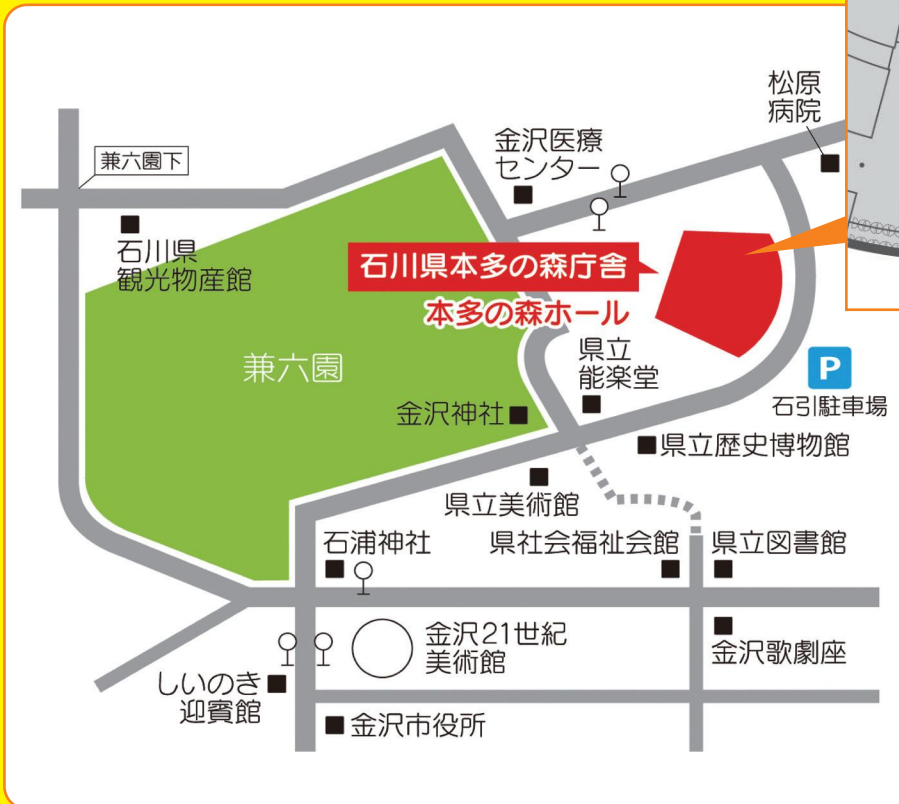 松原
病院
金沢医療
センター
兼六園下
石川県
観光物産館
石川県本多の森庁舎
本多の森ホール
兼六園
県立
能楽堂
P
石引駐車場
金沢神社
県立歴史博物館
県立美術館
石浦神社
県社会福祉会館
県立図書館
金沢21世紀
美術館
金沢歌劇座
しいのき
迎賓館
金沢市役所